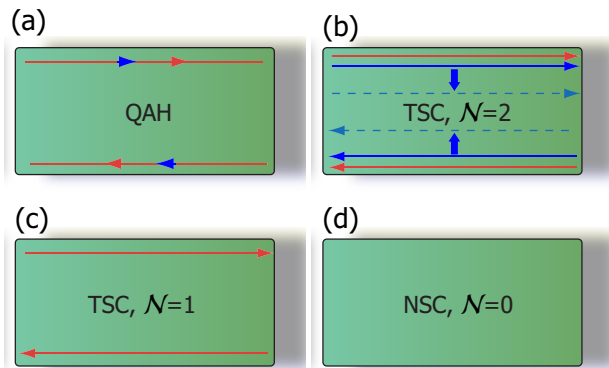 (a)
QAH
(b)
TSC, 𝒩=2
(c)
TSC, 𝒩=1
(d)
NSC, 𝒩=0